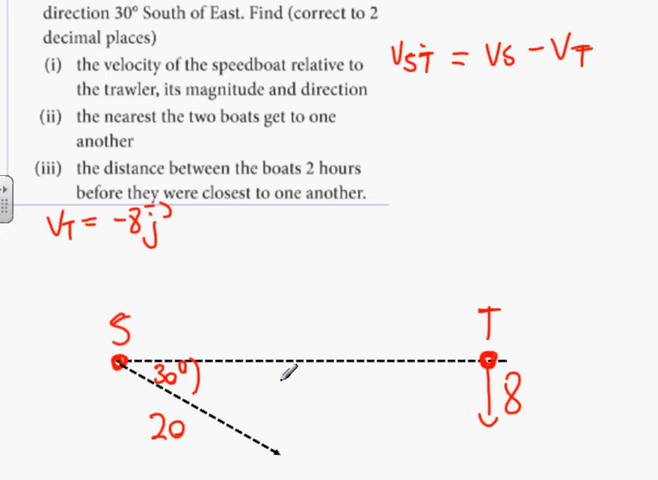 direction 30° South of East. Find (correct to 2
decimal places)
(i) the velocity of the speedboat relative to
the trawler, its magnitude and direction
(ii) the nearest the two boats get to one
another
(iii) the distance between the boats 2 hours
before they were closest to one another.
VST = VS - VT
VT = -8j
S
T
30°
8
20